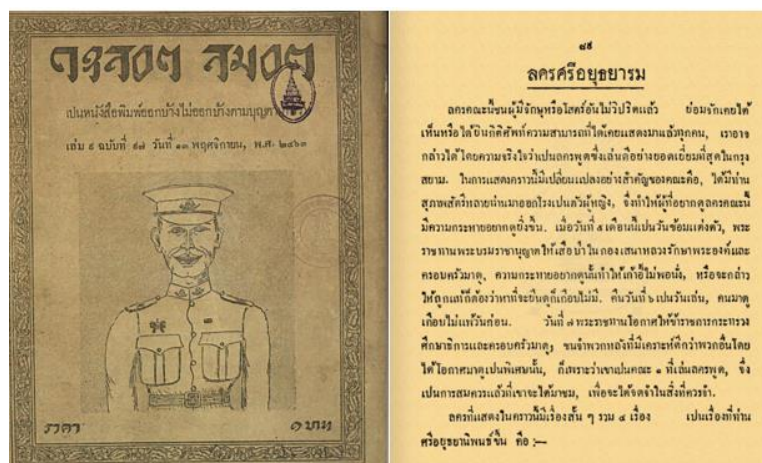 ดรุสิต สมิต
เปนหนังสือพิมพ์ออกบ้างไม่ออกบ้างตามบุญตามกรรม
เล่ม ๙ ฉบับที่ ๙๗ วันที่ ๑๓ พฤศจิกายน, พ.ศ. ๒๔๖๓
ราคา ๑ บาท
๘๙
ลครศรีอยุธยารม
ลครคณะนี้ชนผู้มีจักษุหรือโสตร์อันไม่วิปริตแล้ว ย่อมจักเคยได้
เห็นหรือได้ยินกิติศัพท์ความสามารถที่ได้เคยแสดงมาแล้วทุกคน, เราอาจ
กล่าวได้โดยความจริงใจว่าเปนลครพูดซึ่งเล่นดีอย่างยอดเยี่ยมที่สุดในกรุง
สยาม. ในการแสดงคราวนี้มีเปลี่ยนแปลงอย่างสำคัญของคณะคือ, ได้มีท่าน
สุภาพสัตรีหลายท่านมาออกโรงเปนตัวผู้หญิง, จึงทำให้ผู้ที่อยากดูลครคณะนี้
มีความกระหายอยากดูยิ่งขึ้น. เมื่อวันที่ ๕ เดือนนี้เปนวันซ้อมแต่งตัว, พระ
ราชทานพระบรมราชานุญาตให้เสือป่าในกองเสนาหลวงรักษาพระองค์และ
ครอบครัวมาดู, ความกระหายอยากดูนั้นทำให้เก้าอี้ไม่พอนั่ง, หรือจะกล่าว
ให้ถูกแท้ก็ต้องว่าหาที่จะยืนดูก็เกือบไม่มี. คืนวันที่ ๖ เปนวันเล่น, คนมาดู
เกือบไม่แพ้วันก่อน. วันที่ ๗ พระราชทานโอกาศให้ข้าราชการกระทรวง
ศึกษาธิการและครอบครัวมาดู, ชนจำพวกหลังที่มีเคราะห์ดีกว่าพวกอื่นโดย
ได้โอกาศมาดูเปนพิเศษนั้น, ก็เพราะว่าเขาเปนคณะ ๑ ที่เล่นลครพูด, จึง
เปนการสมควรแล้วที่เขาจะได้มาชม, เพื่อจะได้จดจำในสิ่งที่ควรจำ.
ลครที่แสดงในคราวนี้มีเรื่องสั้น ๆ รวม ๔ เรื่อง เปนเรื่องที่ท่าน
ศรีอยุธยานิพนธ์ขึ้น คือ :—